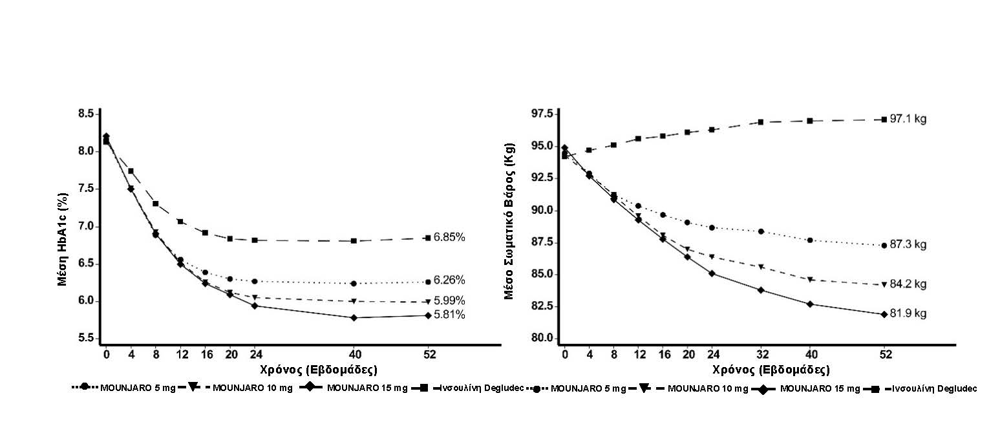 Μέση HbA1c (%)
8.5
8.0
7.5
7.0
6.5
6.0
5.5
6.85%
6.26%
5.99%
5.81%
0 4 8 12 16 20 24 40 52
Χρόνος (Εβδομάδες)
MOUNJARO 5 mg MOUNJARO 10 mg MOUNJARO 15 mg Ινσουλίνη Degludec
Μέσο Σωματικό Βάρος (Kg)
97.5
95.0
92.5
90.0
87.5
85.0
82.5
80.0
97.1 kg
87.3 kg
84.2 kg
81.9 kg
0 4 8 12 16 20 24 32 40 52
Χρόνος (Εβδομάδες)
MOUNJARO 5 mg MOUNJARO 10 mg MOUNJARO 15 mg Ινσουλίνη Degludec